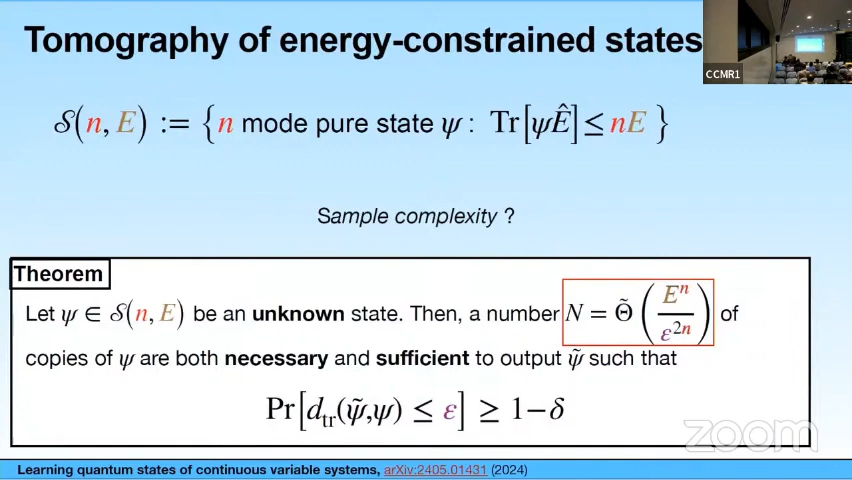 Tomography of energy-constrained states
CCMR1
𝒮(n, E) := {n mode pure state ψ : Tr[ψÊ] ≤ nE }
Sample complexity ?
Theorem
Let ψ ∈ 𝒮(n, E) be an unknown state. Then, a number N = Θ̃(Eⁿ/ε²ⁿ) of
copies of ψ are both necessary and sufficient to output ψ̃ such that
Pr[d_tr(ψ̃,ψ) ≤ ε] ≥ 1−δ
zoom
Learning quantum states of continuous variable systems, arXiv:2405.01431 (2024)